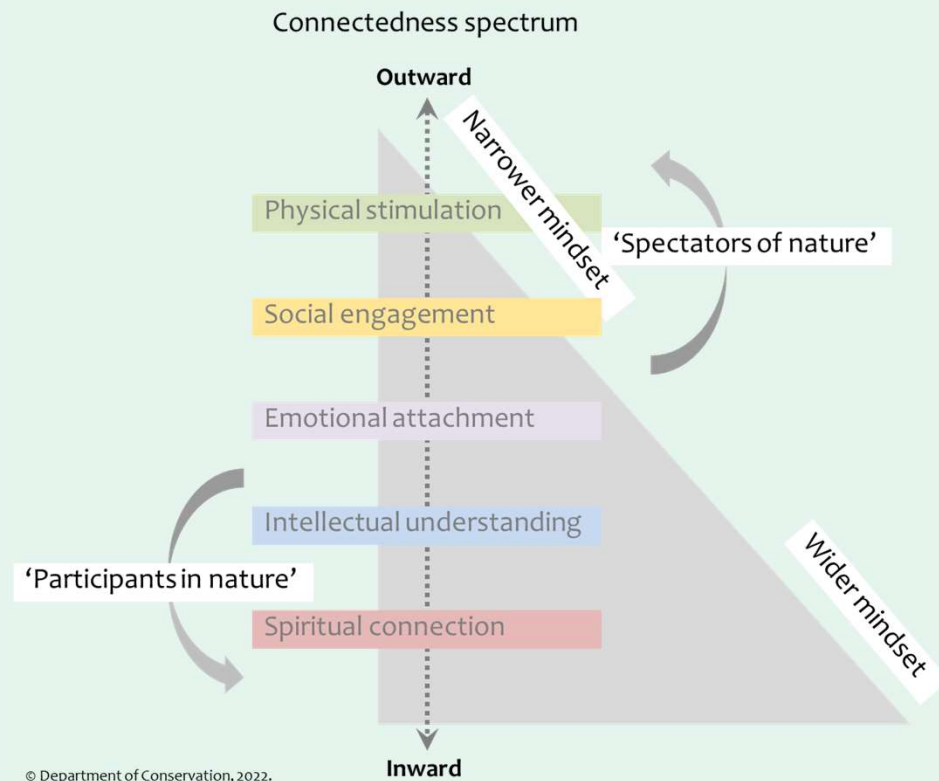 Connectedness spectrum
Outward
Narrower mindset
Physical stimulation
'Spectators of nature'
Social engagement
Emotional attachment
Intellectual understanding
'Participants in nature'
Wider mindset
Spiritual connection
Inward
© Department of Conservation, 2022.